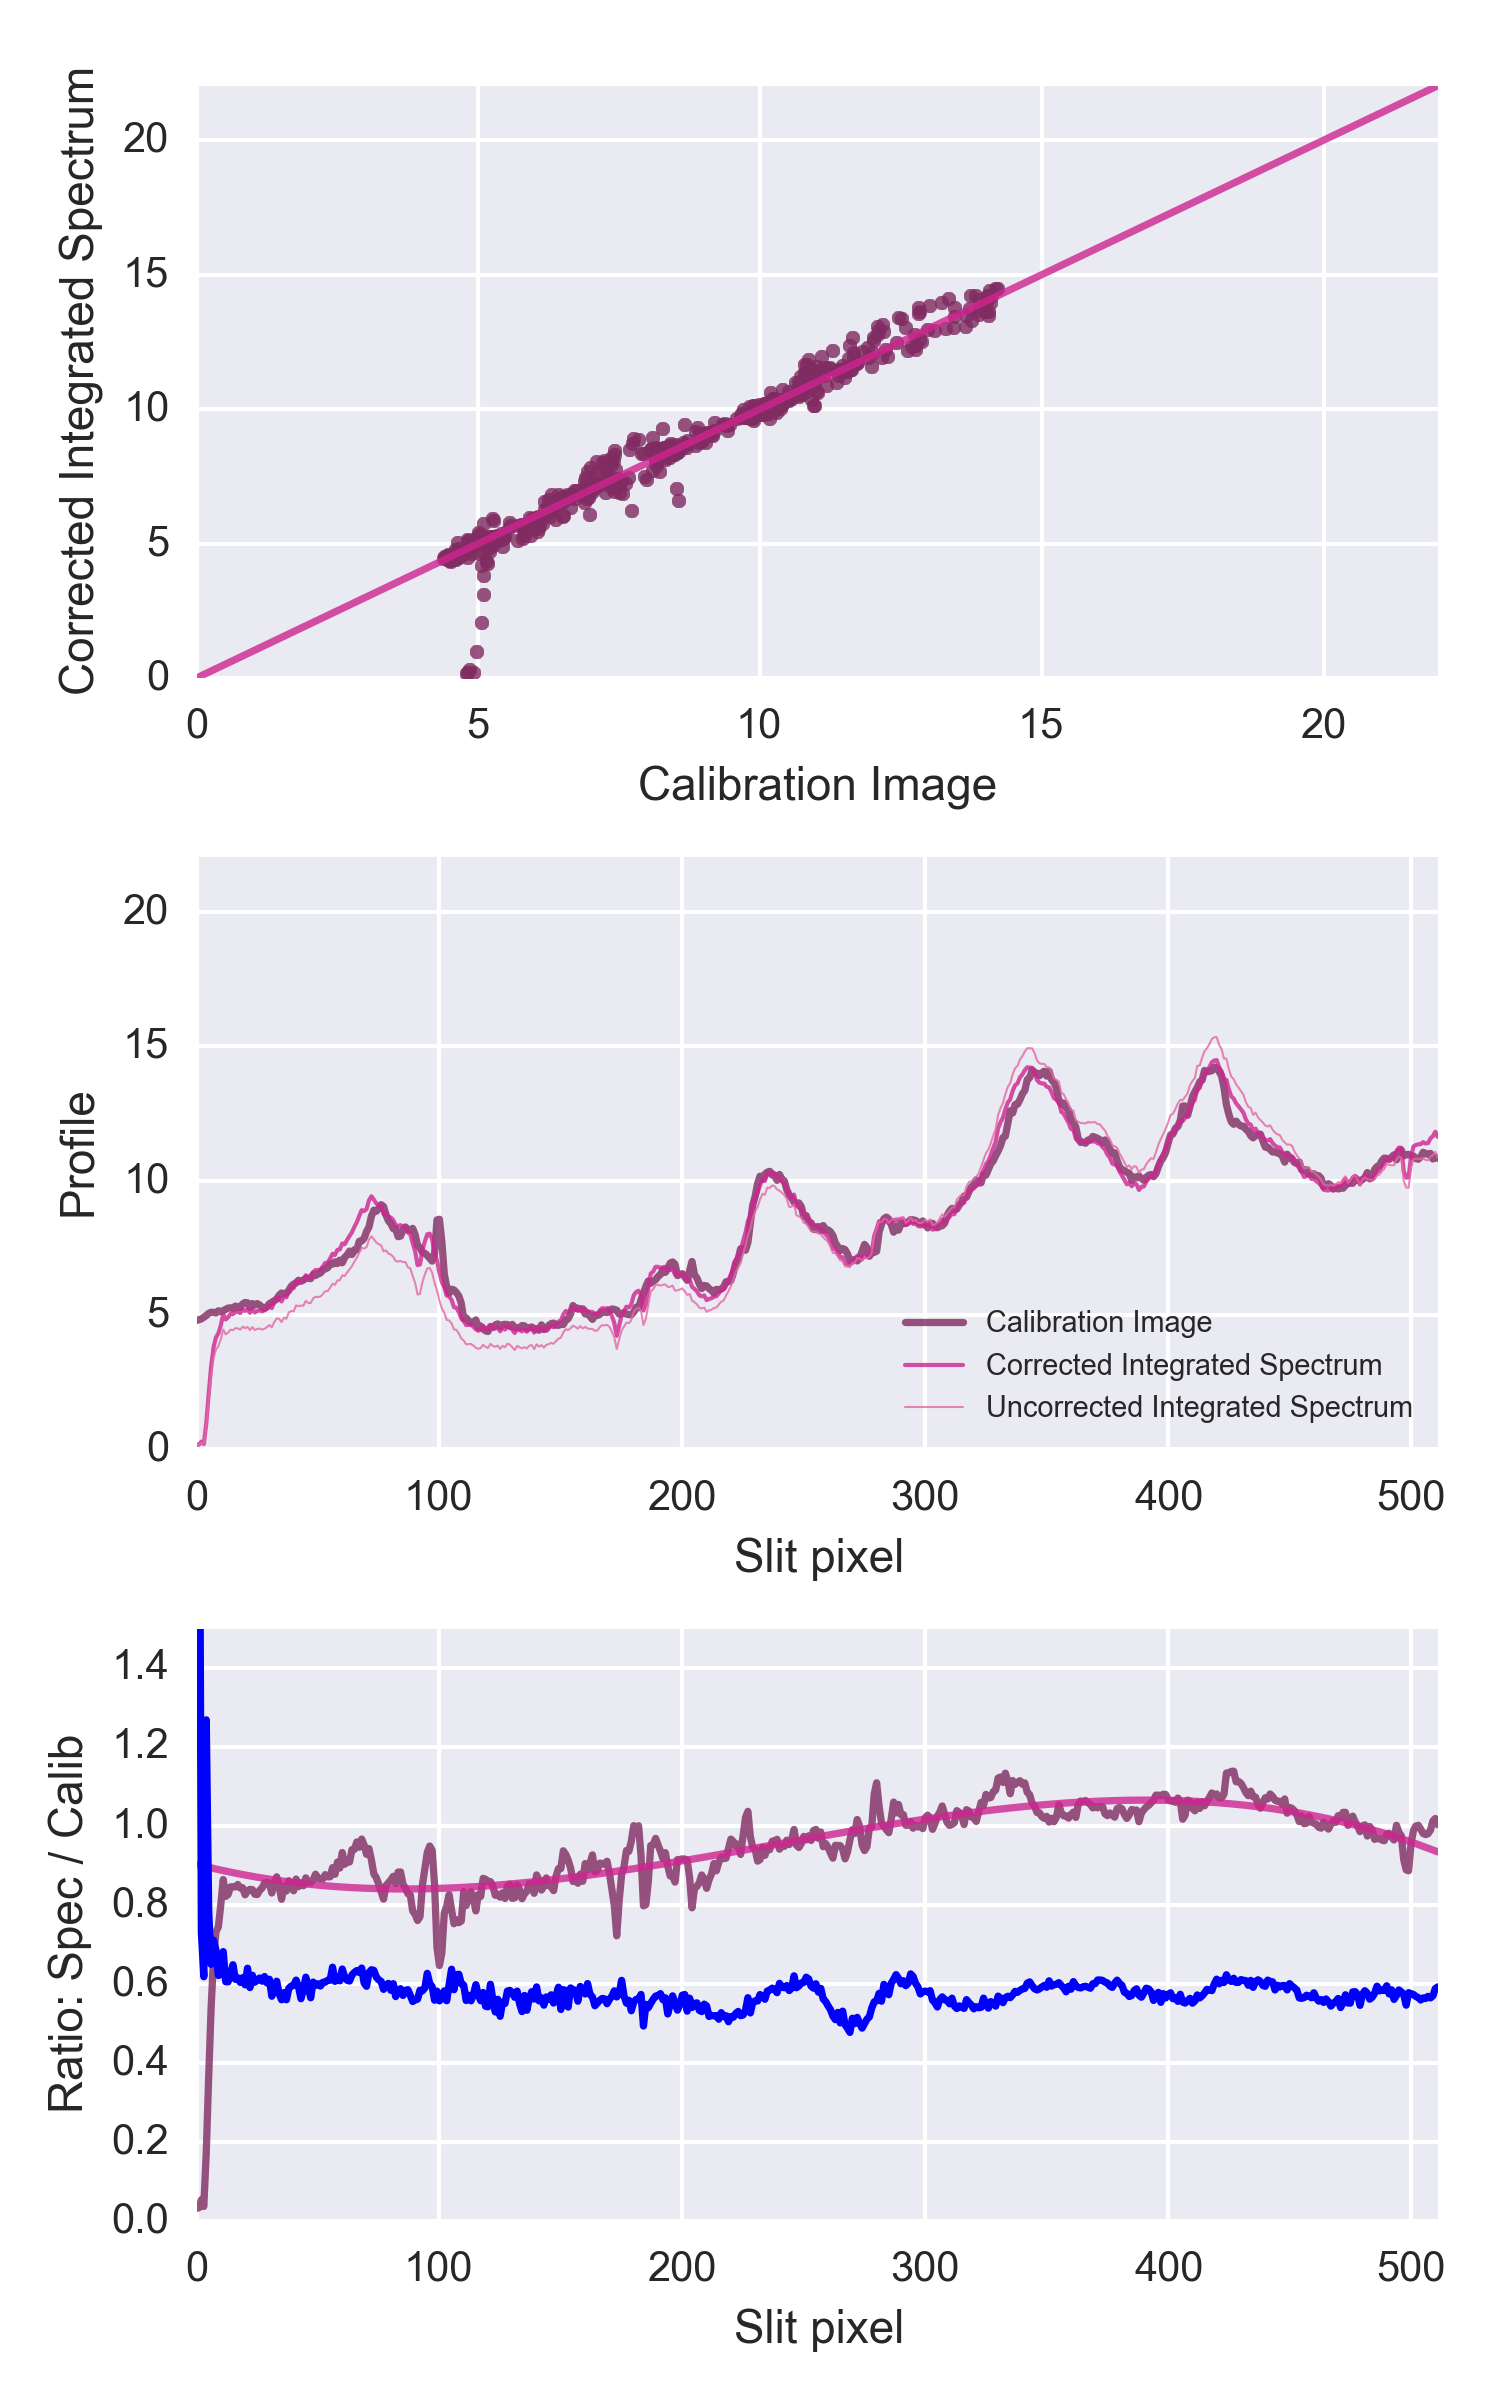 Corrected Integrated Spectrum
20
15
10
5
0
0 5 10 15 20
Calibration Image
Profile
20
15
10
5
0
Calibration Image
Corrected Integrated Spectrum
Uncorrected Integrated Spectrum
0 100 200 300 400 500
Slit pixel
Ratio: Spec / Calib
1.4
1.2
1.0
0.8
0.6
0.4
0.2
0.0
0 100 200 300 400 500
Slit pixel